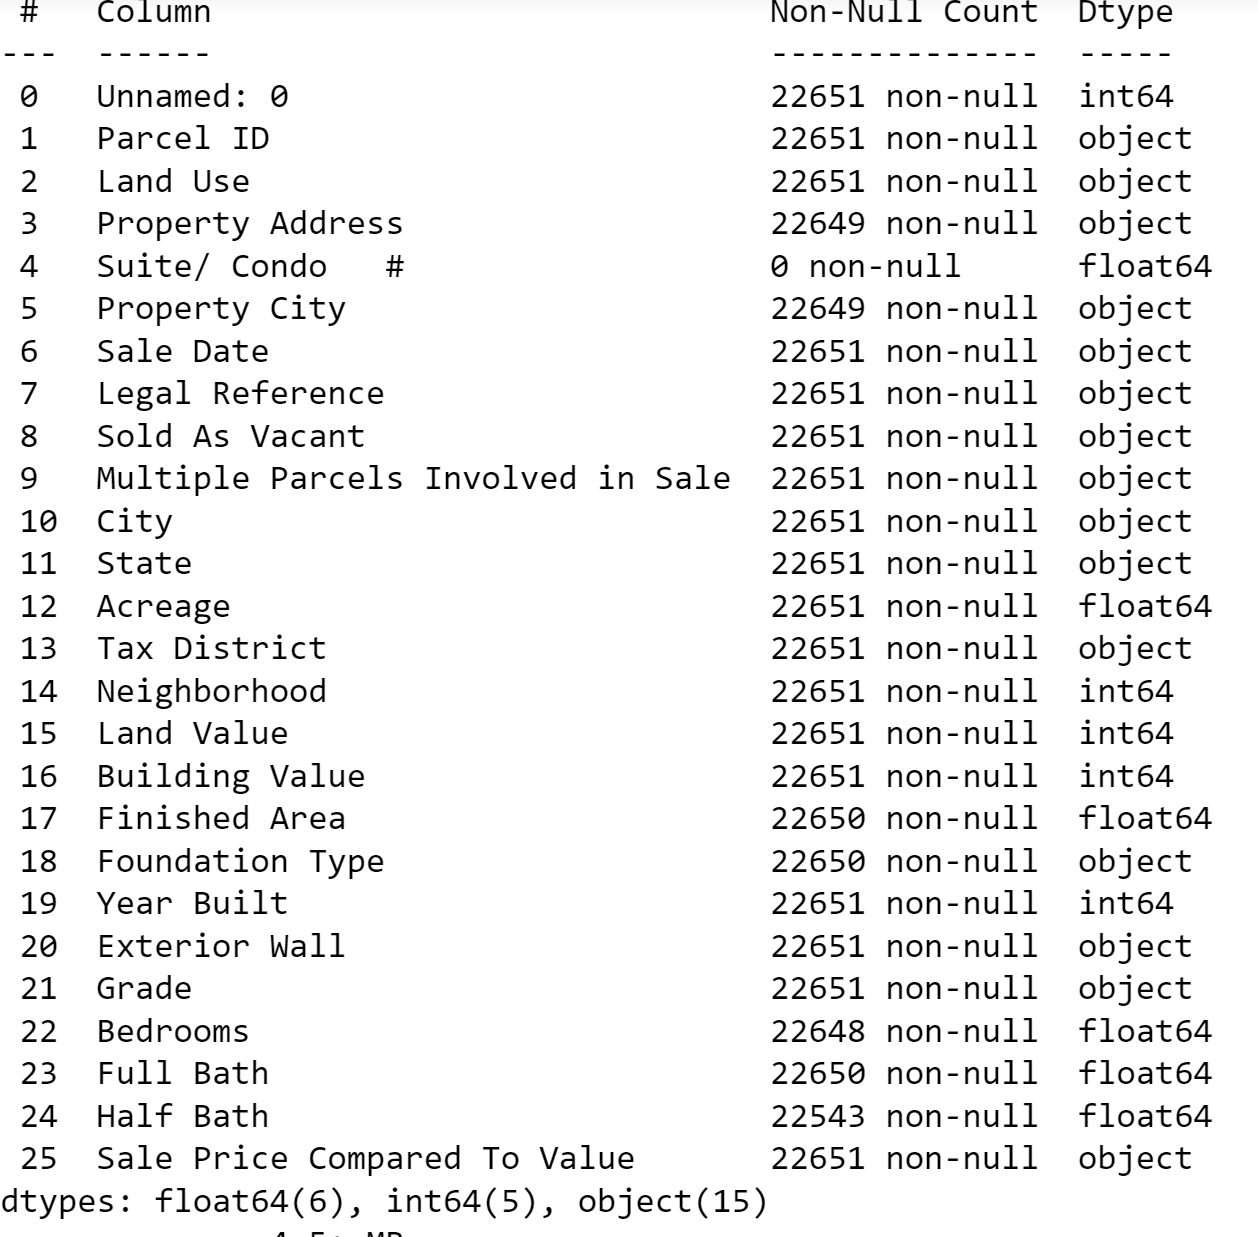 #   Column                             Non-Null Count  Dtype
---  ------                             --------------  -----
0   Unnamed: 0                         22651 non-null  int64
1   Parcel ID                          22651 non-null  object
2   Land Use                           22651 non-null  object
3   Property Address                   22649 non-null  object
4   Suite/ Condo   #                   0 non-null      float64
5   Property City                      22649 non-null  object
6   Sale Date                          22651 non-null  object
7   Legal Reference                    22651 non-null  object
8   Sold As Vacant                     22651 non-null  object
9   Multiple Parcels Involved in Sale  22651 non-null  object
10  City                               22651 non-null  object
11  State                              22651 non-null  object
12  Acreage                            22651 non-null  float64
13  Tax District                       22651 non-null  object
14  Neighborhood                       22651 non-null  int64
15  Land Value                         22651 non-null  int64
16  Building Value                     22651 non-null  int64
17  Finished Area                      22650 non-null  float64
18  Foundation Type                    22650 non-null  object
19  Year Built                         22651 non-null  int64
20  Exterior Wall                      22651 non-null  object
21  Grade                              22651 non-null  object
22  Bedrooms                           22648 non-null  float64
23  Full Bath                          22650 non-null  float64
24  Half Bath                          22543 non-null  float64
25  Sale Price Compared To Value       22651 non-null  object
dtypes: float64(6), int64(5), object(15)